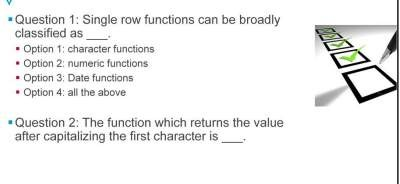 Question 1: Single row functions can be broadly
classified as ___.
Option 1: character functions
Option 2: numeric functions
Option 3: Date functions
Option 4: all the above
Question 2: The function which returns the value
after capitalizing the first character is ___.